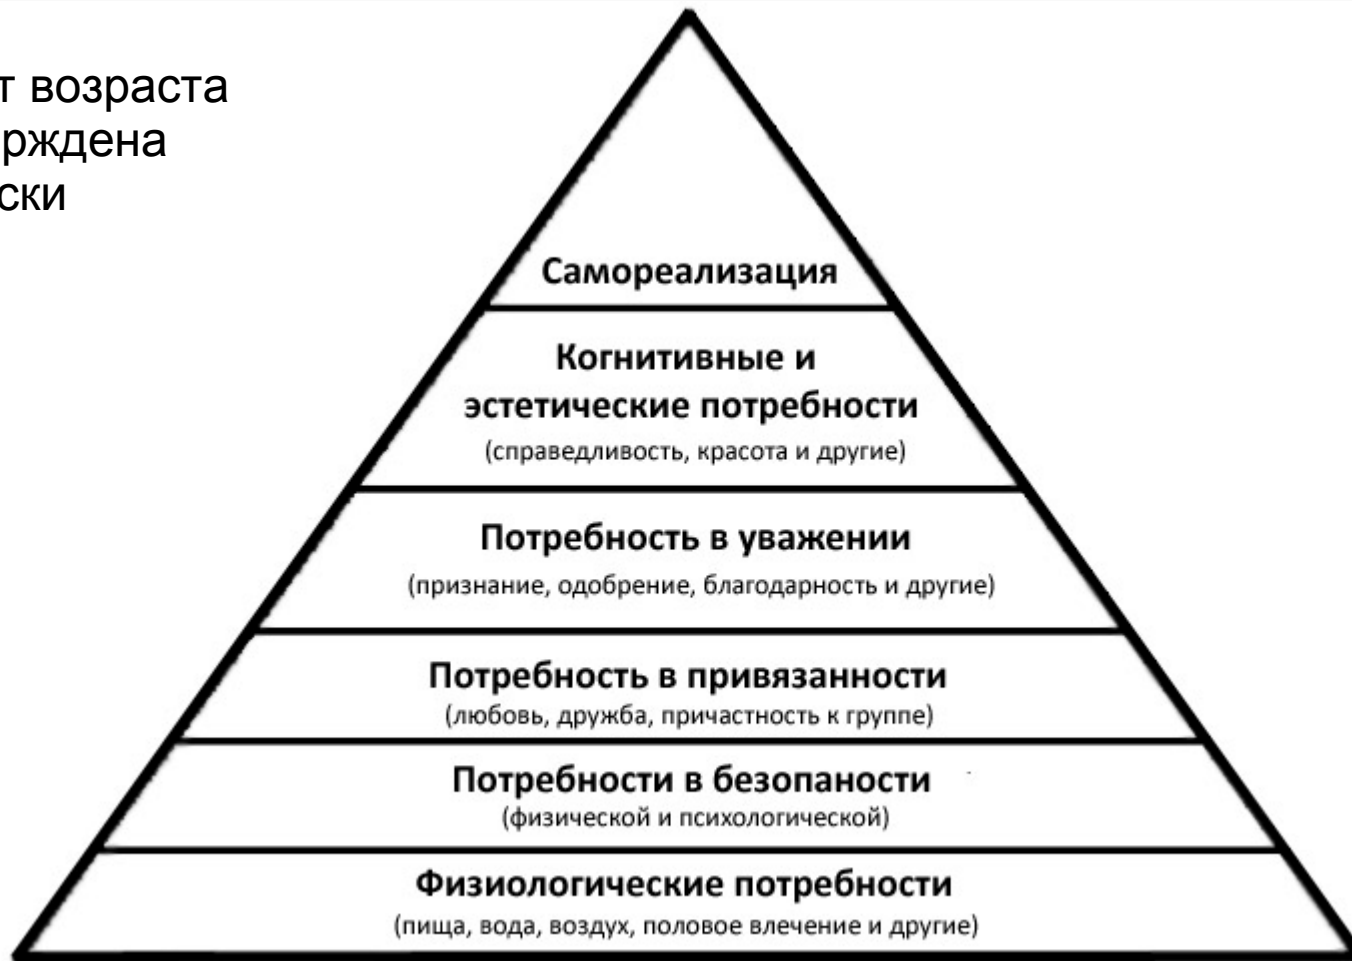 т возраста
рждена
ски
Самореализация
Когнитивные и
эстетические потребности
(справедливость, красота и другие)
Потребность в уважении
(признание, одобрение, благодарность и другие)
Потребность в привязанности
(любовь, дружба, причастность к группе)
Потребности в безопаности
(физической и психологической)
Физиологические потребности
(пища, вода, воздух, половое влечение и другие)